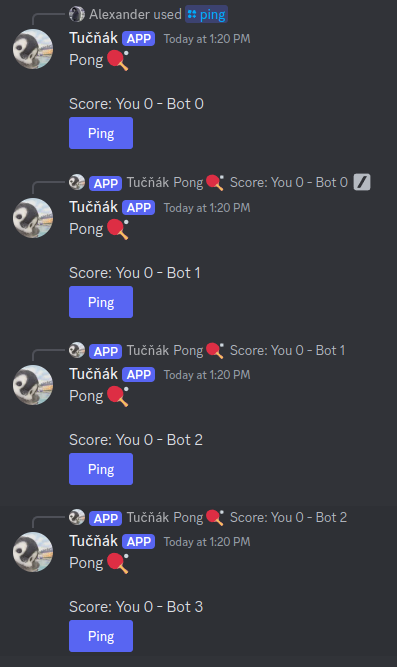 Alexander used ping
Tučňák APP Today at 1:20 PM
Pong 🏓
Score: You 0 - Bot 0
Ping
APP Tučňák Pong 🏓 Score: You 0 - Bot 0
Tučňák APP Today at 1:20 PM
Pong 🏓
Score: You 0 - Bot 1
Ping
APP Tučňák Pong 🏓 Score: You 0 - Bot 1
Tučňák APP Today at 1:20 PM
Pong 🏓
Score: You 0 - Bot 2
Ping
APP Tučňák Pong 🏓 Score: You 0 - Bot 2
Tučňák APP Today at 1:20 PM
Pong 🏓
Score: You 0 - Bot 3
Ping